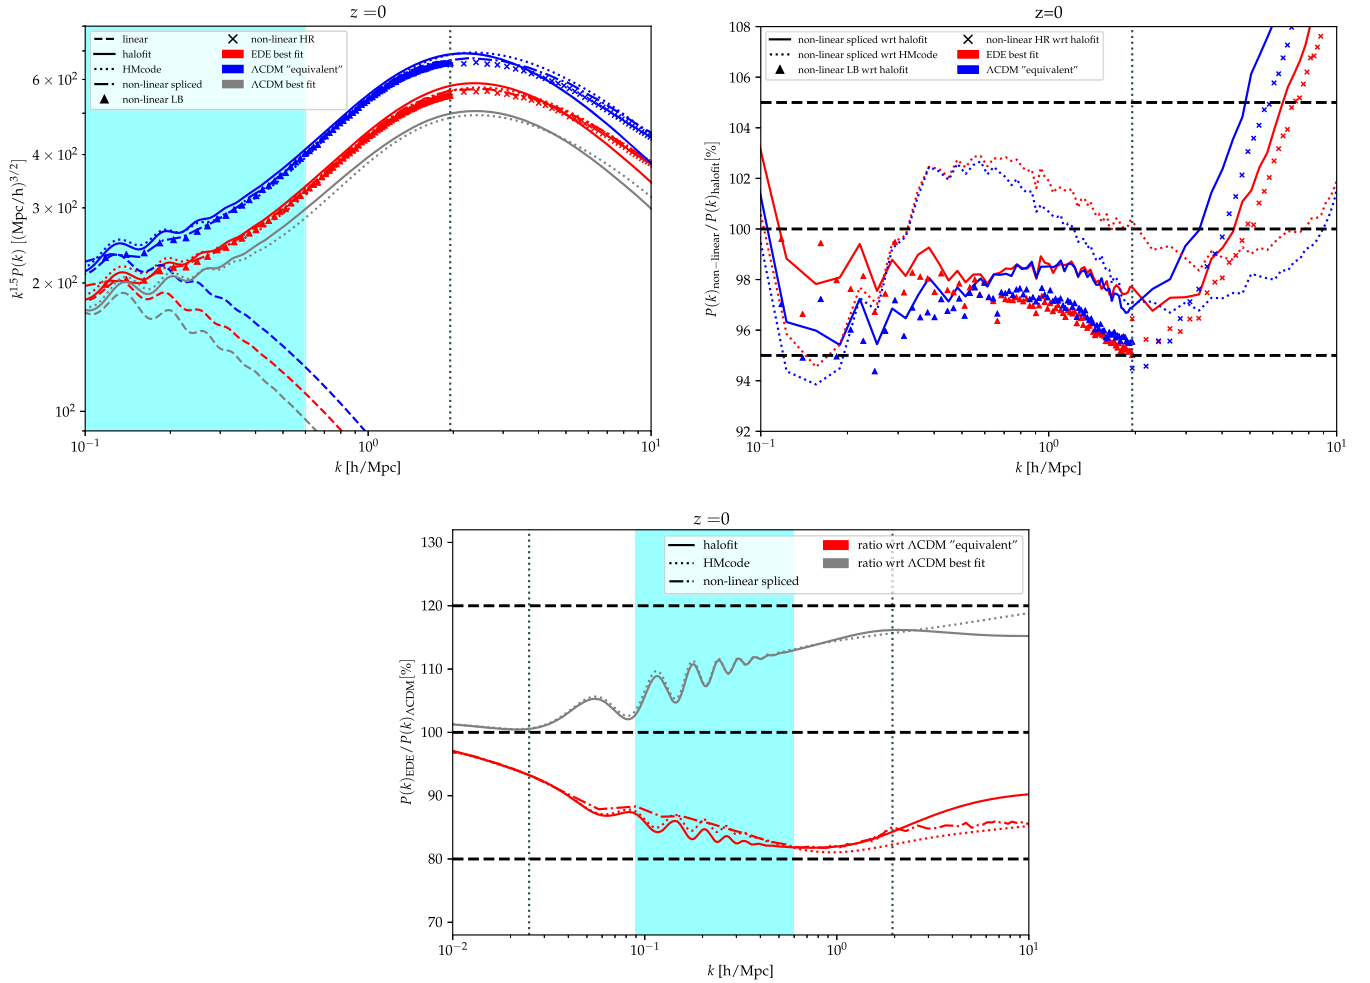 z =0
k^1.5 P(k) [(Mpc/h)^3/2]
6 × 10²
4 × 10²
3 × 10²
2 × 10²
10²
linear
halofit
HMcode
non-linear spliced
non-linear LB
non-linear HR
EDE best fit
ΛCDM "equivalent"
ΛCDM best fit
10⁻¹
10⁰
10¹
k [h/Mpc]
z=0
P(k)non−linear/P(k)halofit[%]
108
106
104
102
100
98
96
94
92
non-linear spliced wrt halofit
non-linear spliced wrt HMcode
non-linear LB wrt halofit
non-linear HR wrt halofit
EDE best fit
ΛCDM "equivalent"
10⁻¹
10⁰
10¹
k [h/Mpc]
z =0
P(k)EDE/P(k)ΛCDM[%]
130
120
110
100
90
80
70
halofit
HMcode
non-linear spliced
ratio wrt ΛCDM "equivalent"
ratio wrt ΛCDM best fit
10⁻²
10⁻¹
10⁰
10¹
k [h/Mpc]